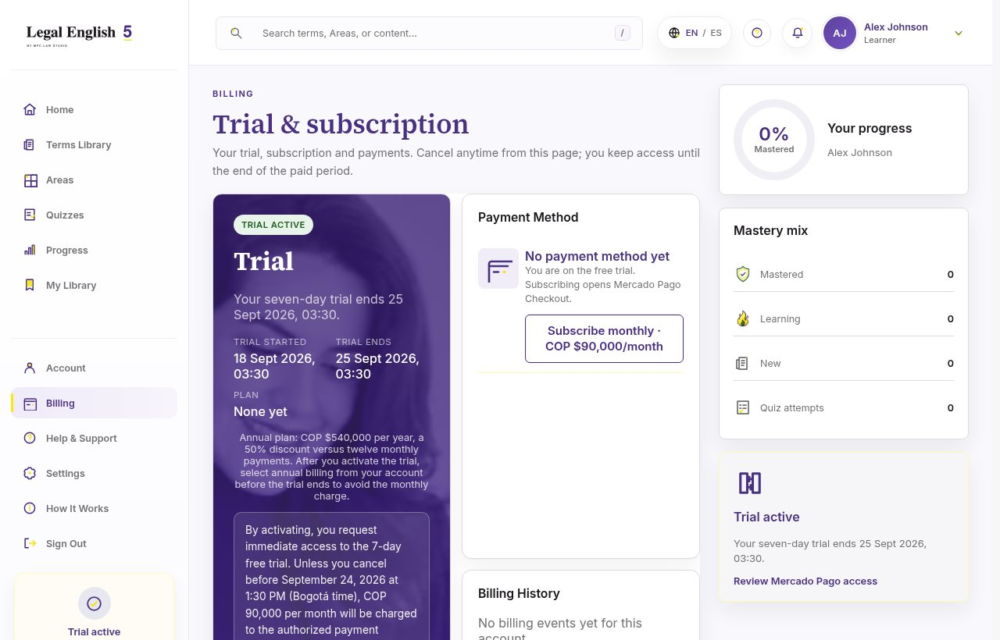 Legal English 5
BY MPC LAW STUDIO
Home
Terms Library
Areas
Quizzes
Progress
My Library
Account
Billing
Help & Support
Settings
How It Works
Sign Out
Trial active
Search terms, Areas, or content...
/
EN / ES
AJ
Alex Johnson
Learner
BILLING
Trial & subscription
Your trial, subscription and payments. Cancel anytime from this page; you keep access until
the end of the paid period.
TRIAL ACTIVE
Trial
Your seven-day trial ends 25
Sept 2026, 03:30.
TRIAL STARTED
18 Sept 2026,
03:30
TRIAL ENDS
25 Sept 2026,
03:30
PLAN
None yet
Annual plan: COP $540,000 per year, a
50% discount versus twelve monthly
payments. After you activate the trial,
select annual billing from your account
before the trial ends to avoid the monthly
charge.
By activating, you request
immediate access to the 7-day
free trial. Unless you cancel
before September 24, 2026 at
1:30 PM (Bogotá time), COP
90,000 per month will be charged
to the authorized payment
Payment Method
No payment method yet
You are on the free trial.
Subscribing opens Mercado Pago
Checkout.
Subscribe monthly ·
COP $90,000/month
Billing History
No billing events yet for this
account.
0%
Mastered
Your progress
Alex Johnson
Mastery mix
Mastered 0
Learning 0
New 0
Quiz attempts 0
Trial active
Your seven-day trial ends 25 Sept 2026,
03:30.
Review Mercado Pago access